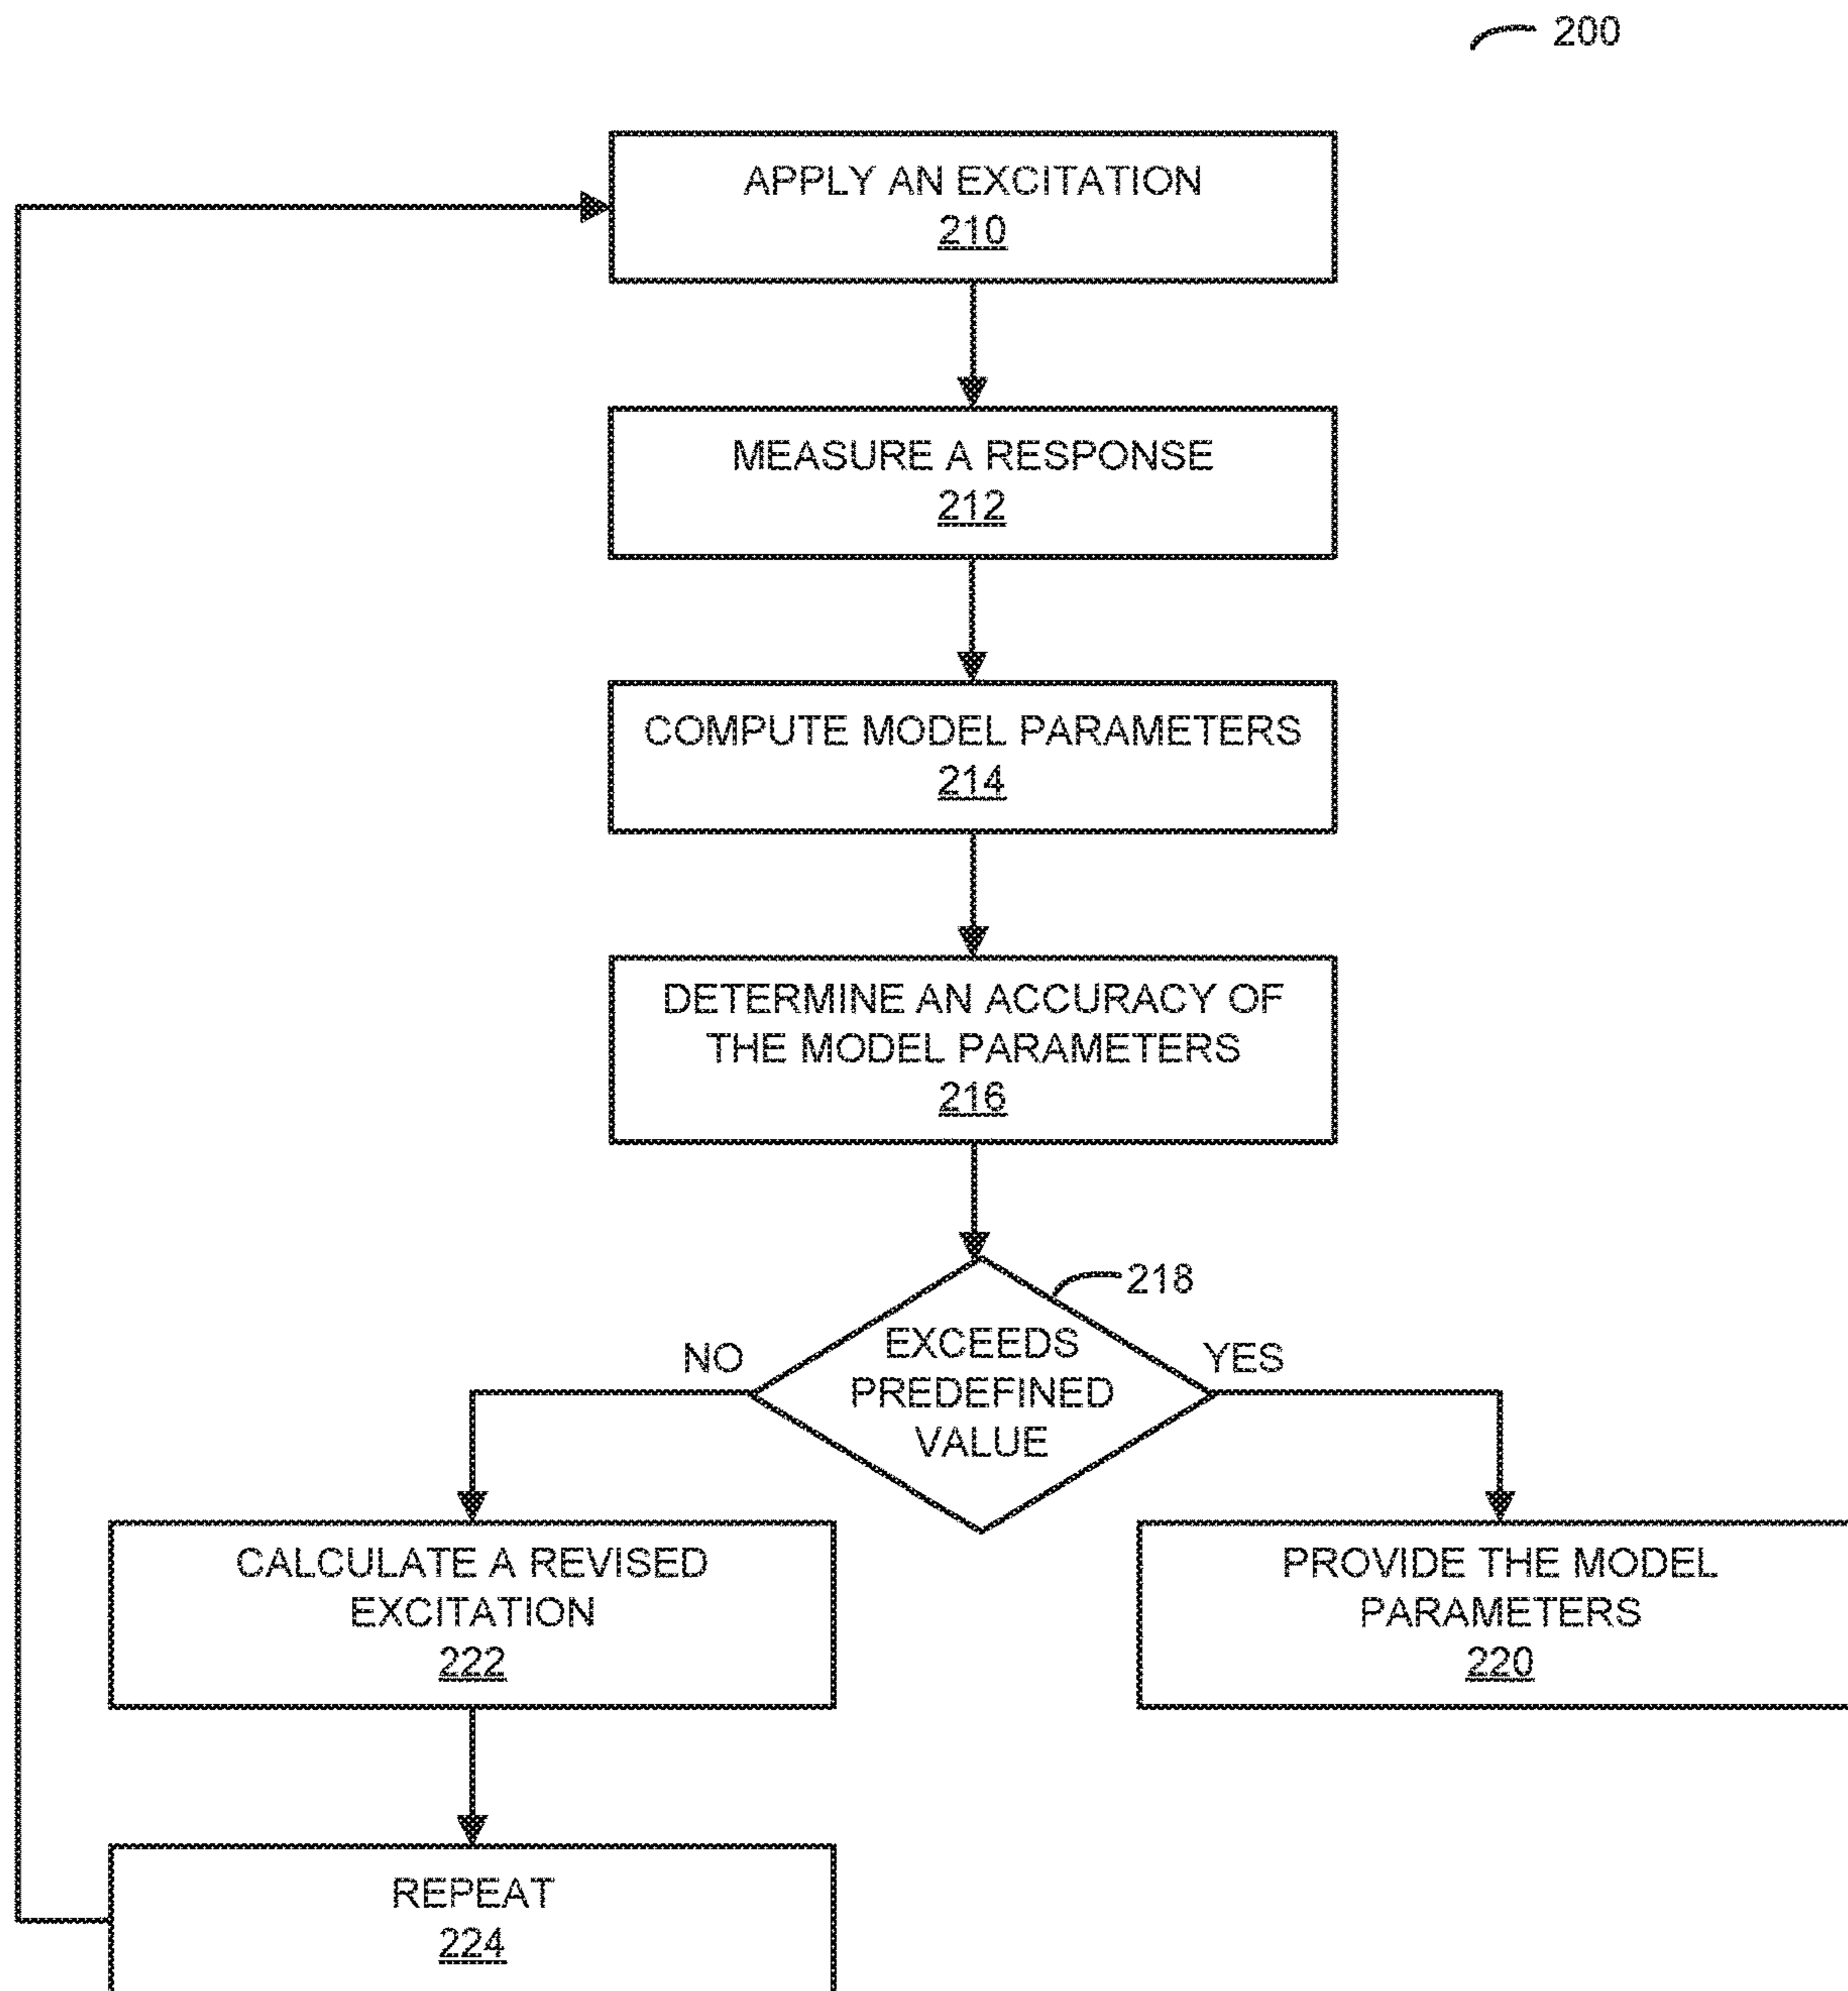 200
APPLY AN EXCITATION
210
MEASURE A RESPONSE
212
COMPUTE MODEL PARAMETERS
214
DETERMINE AN ACCURACY OF
THE MODEL PARAMETERS
216
218
NO
EXCEEDS
PREDEFINED
VALUE
YES
CALCULATE A REVISED
EXCITATION
222
PROVIDE THE MODEL
PARAMETERS
220
REPEAT
224